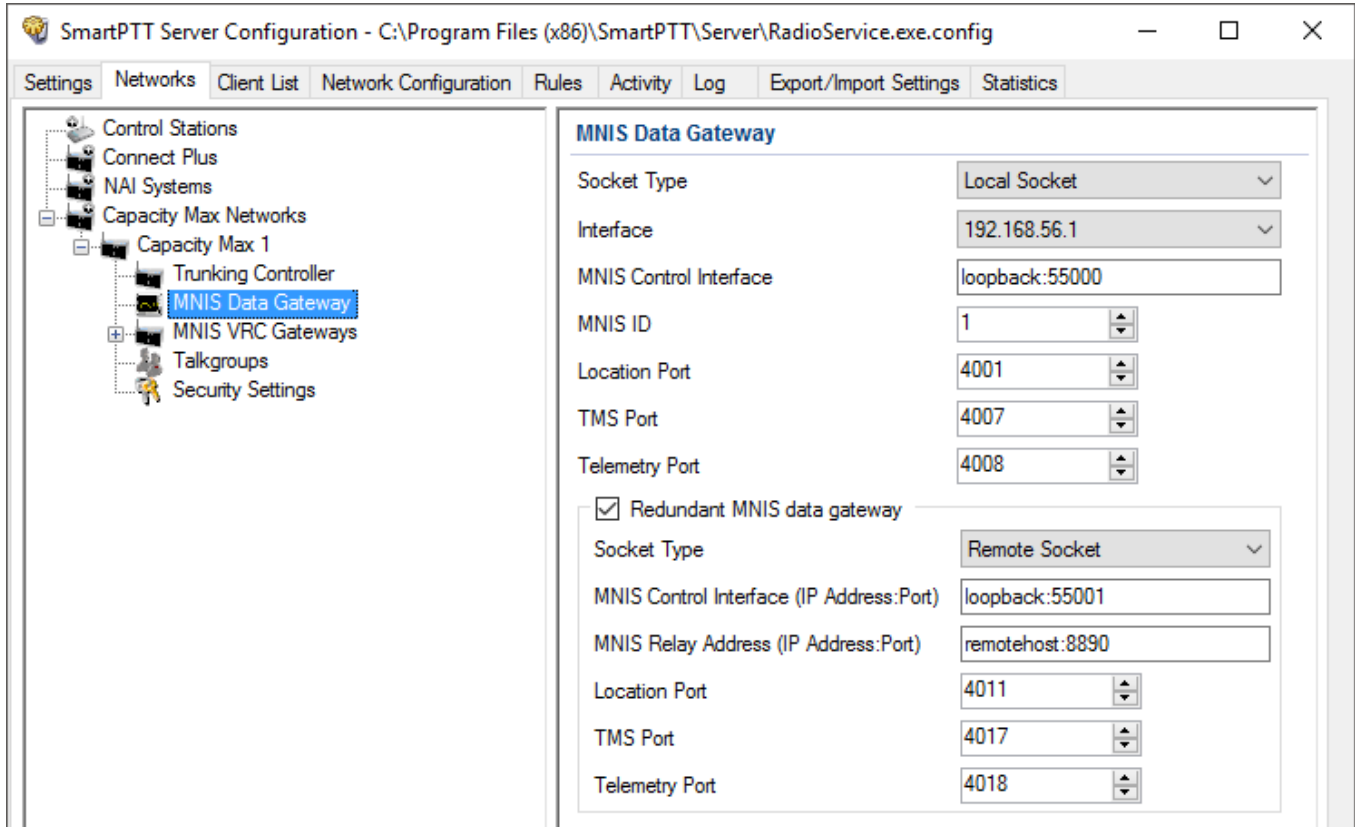 SmartPTT Server Configuration - C:\Program Files (x86)\SmartPTT\Server\RadioService.exe.config
Settings Networks Client List Network Configuration Rules Activity Log Export/Import Settings Statistics
Control Stations
Connect Plus
NAI Systems
Capacity Max Networks
Capacity Max 1
Trunking Controller
MNIS Data Gateway
MNIS VRC Gateways
Talkgroups
Security Settings
MNIS Data Gateway
Socket Type Local Socket
Interface 192.168.56.1
MNIS Control Interface loopback:55000
MNIS ID 1
Location Port 4001
TMS Port 4007
Telemetry Port 4008
Redundant MNIS data gateway
Socket Type Remote Socket
MNIS Control Interface (IP Address:Port) loopback:55001
MNIS Relay Address (IP Address:Port) remotehost:8890
Location Port 4011
TMS Port 4017
Telemetry Port 4018